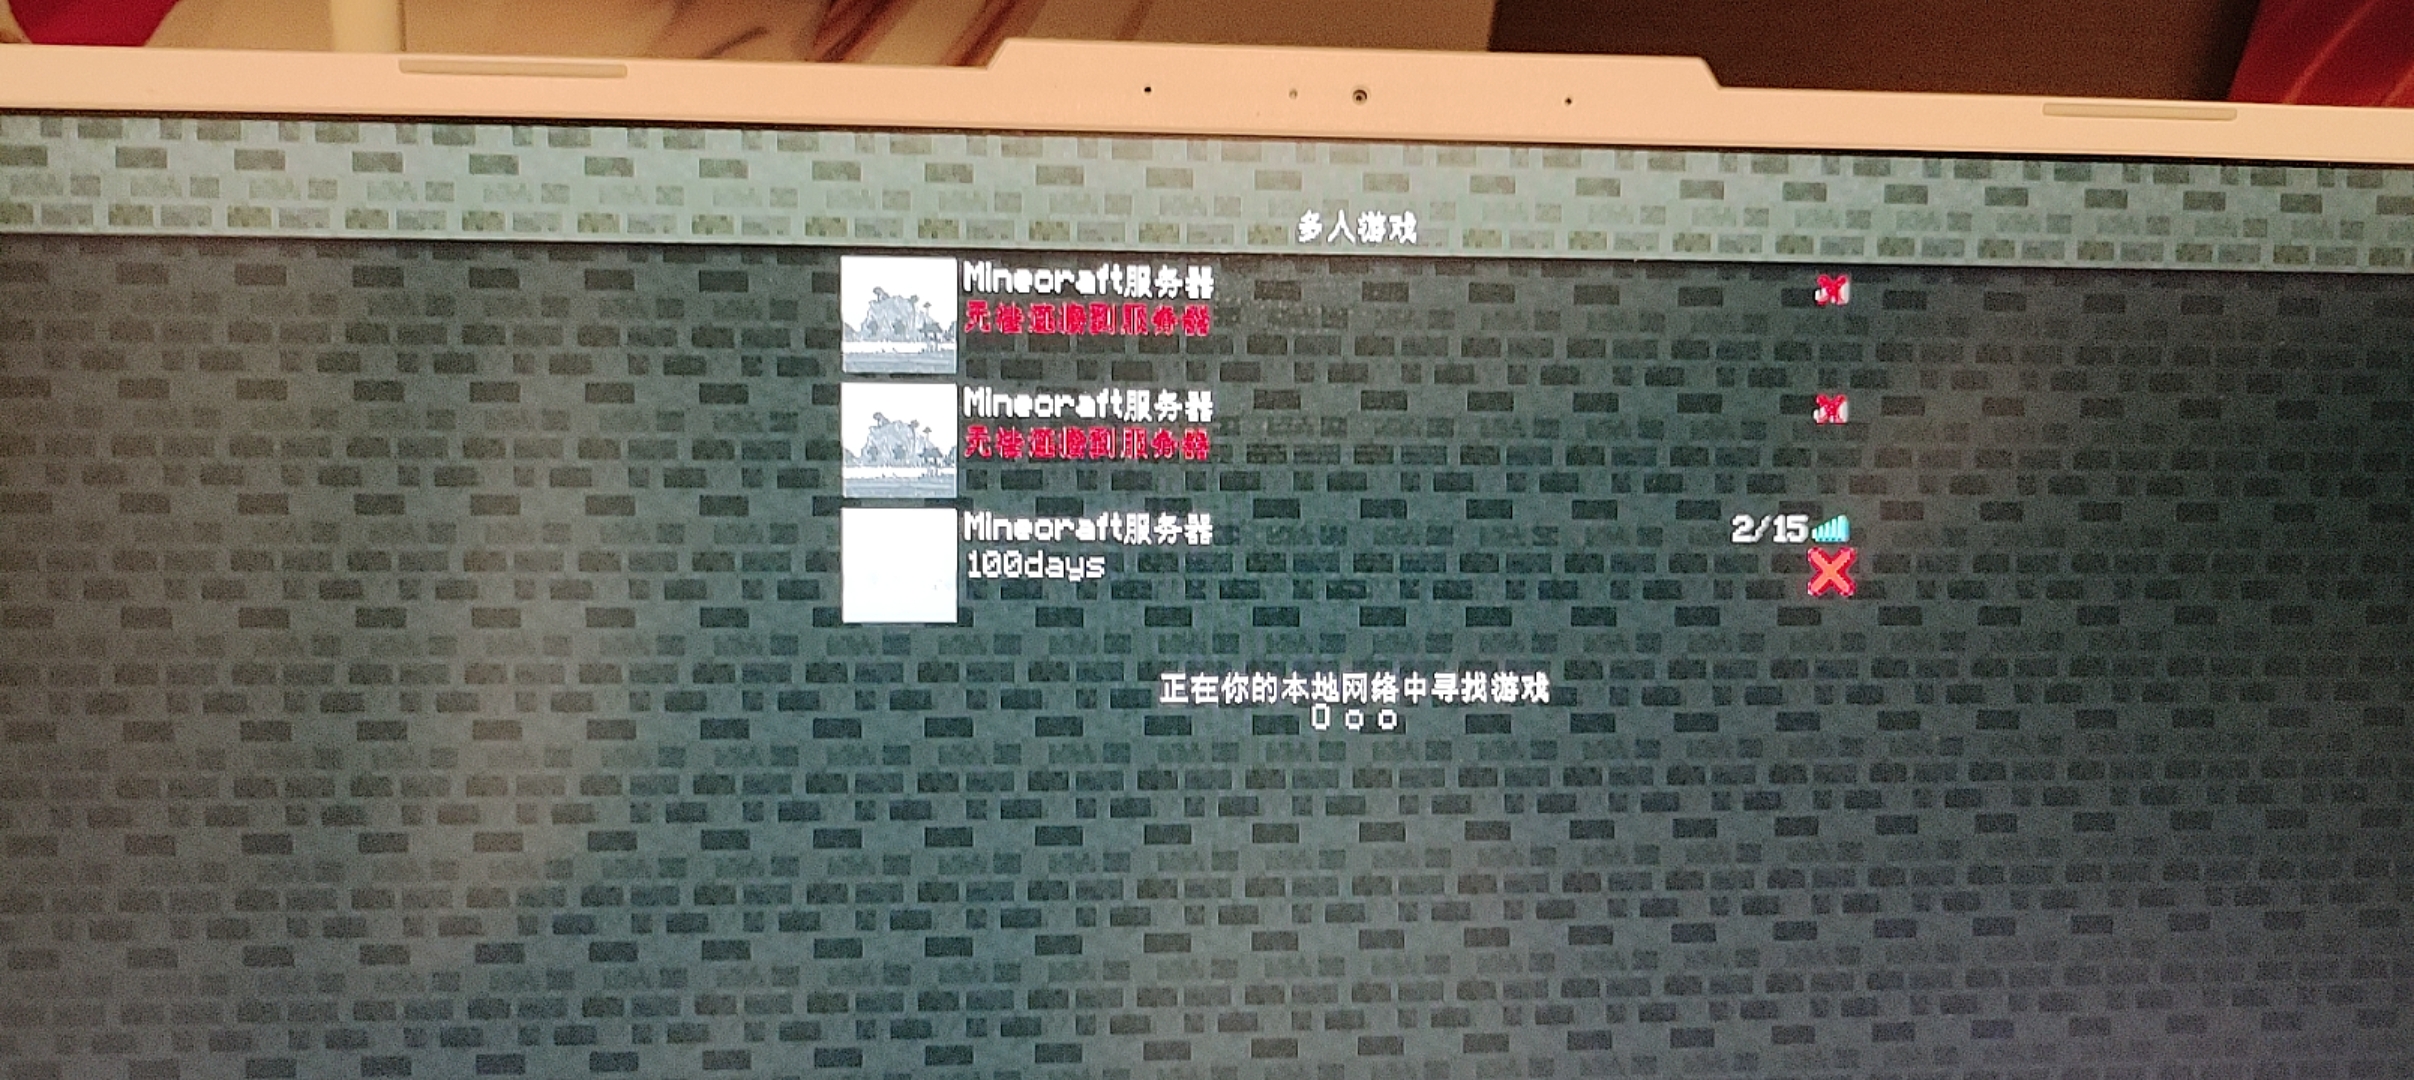 多人游戏
Minecraft服务器
无法连接到服务器
Minecraft服务器
无法连接到服务器
Minecraft服务器
2/15
100days
正在你的本地网络中寻找游戏
O o o